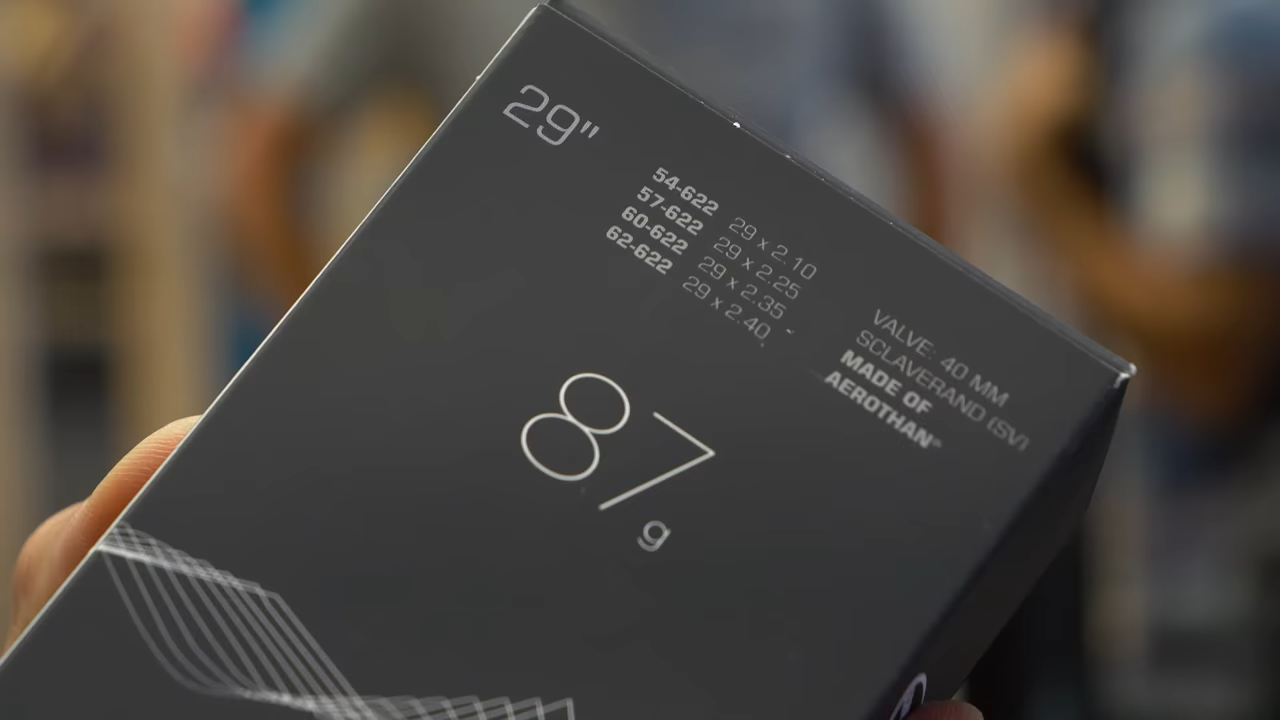 29"
54-622 29 x 2.10
57-622 29 x 2.25
60-622 29 x 2.35
62-622 29 x 2.40
VALVE: 40 MM
SCLAVERAND (SV)
MADE OF
AEROTHAN®
87
g